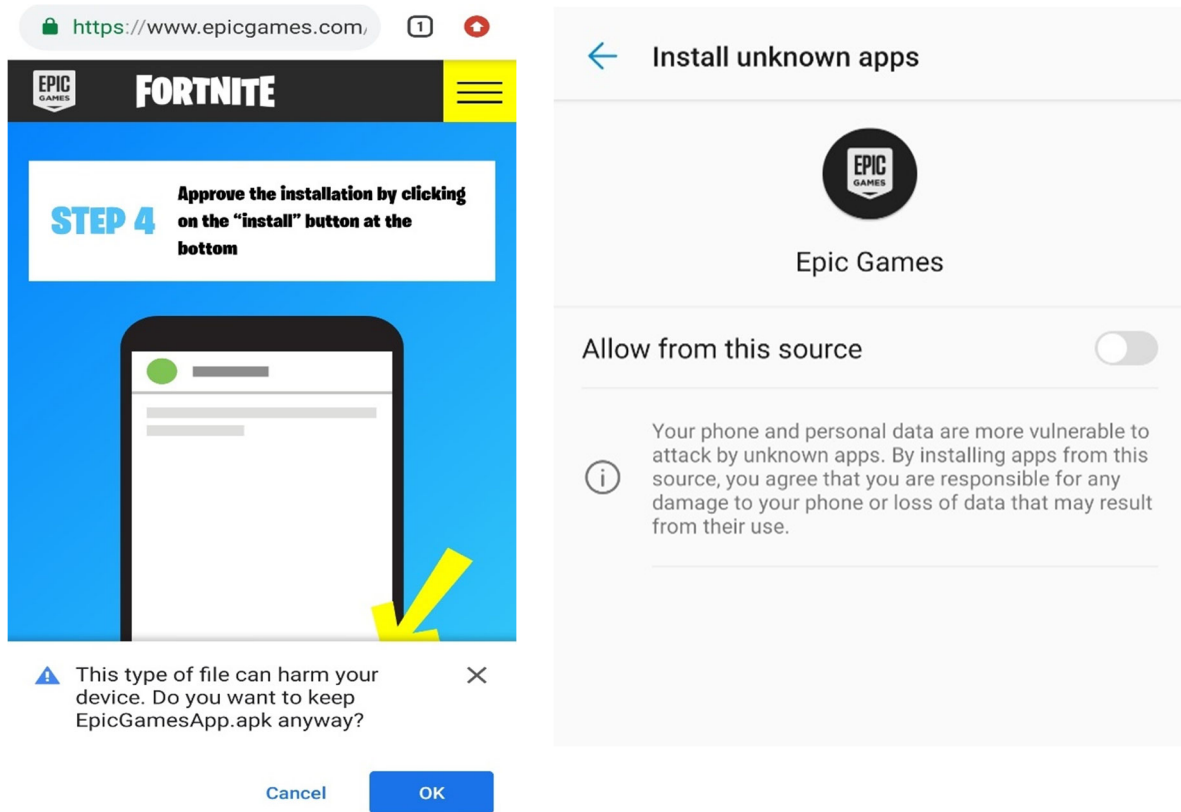 https://www.epicgames.com/
1
EPIC
GAMES
FORTNITE
STEP 4
Approve the installation by clicking
on the “install” button at the
bottom
This type of file can harm your
device. Do you want to keep
EpicGamesApp.apk anyway?
Cancel
OK
Install unknown apps
EPIC
GAMES
Epic Games
Allow from this source
Your phone and personal data are more vulnerable to
attack by unknown apps. By installing apps from this
source, you agree that you are responsible for any
damage to your phone or loss of data that may result
from their use.